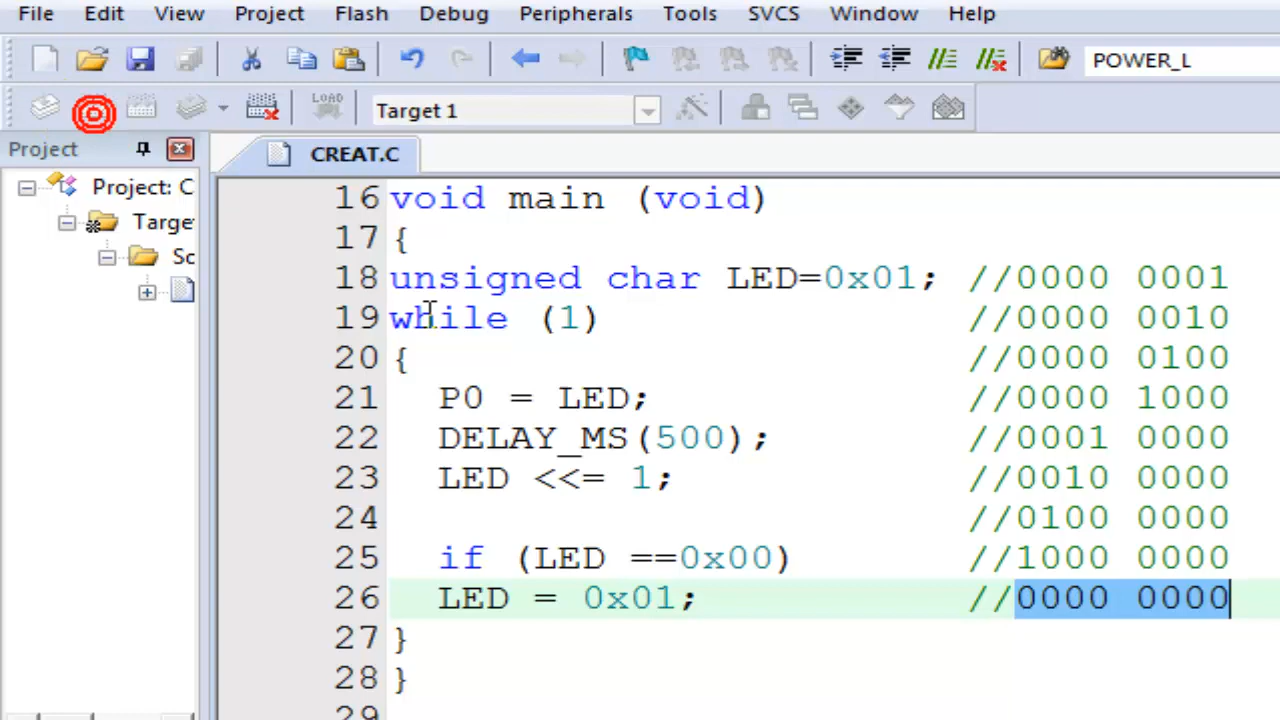 File Edit View Project Flash Debug Peripherals Tools SVCS Window Help
POWER_L
LOAD Target 1
Project
CREAT.C
Project: C
Targe
Sc
16 void main (void)
17 {
18 unsigned char LED=0x01; //0000 0001
19 while (1) //0000 0010
20 { //0000 0100
21 P0 = LED; //0000 1000
22 DELAY_MS(500); //0001 0000
23 LED <<= 1; //0010 0000
24 //0100 0000
25 if (LED ==0x00) //1000 0000
26 LED = 0x01; //0000 0000
27 }
28 }
29